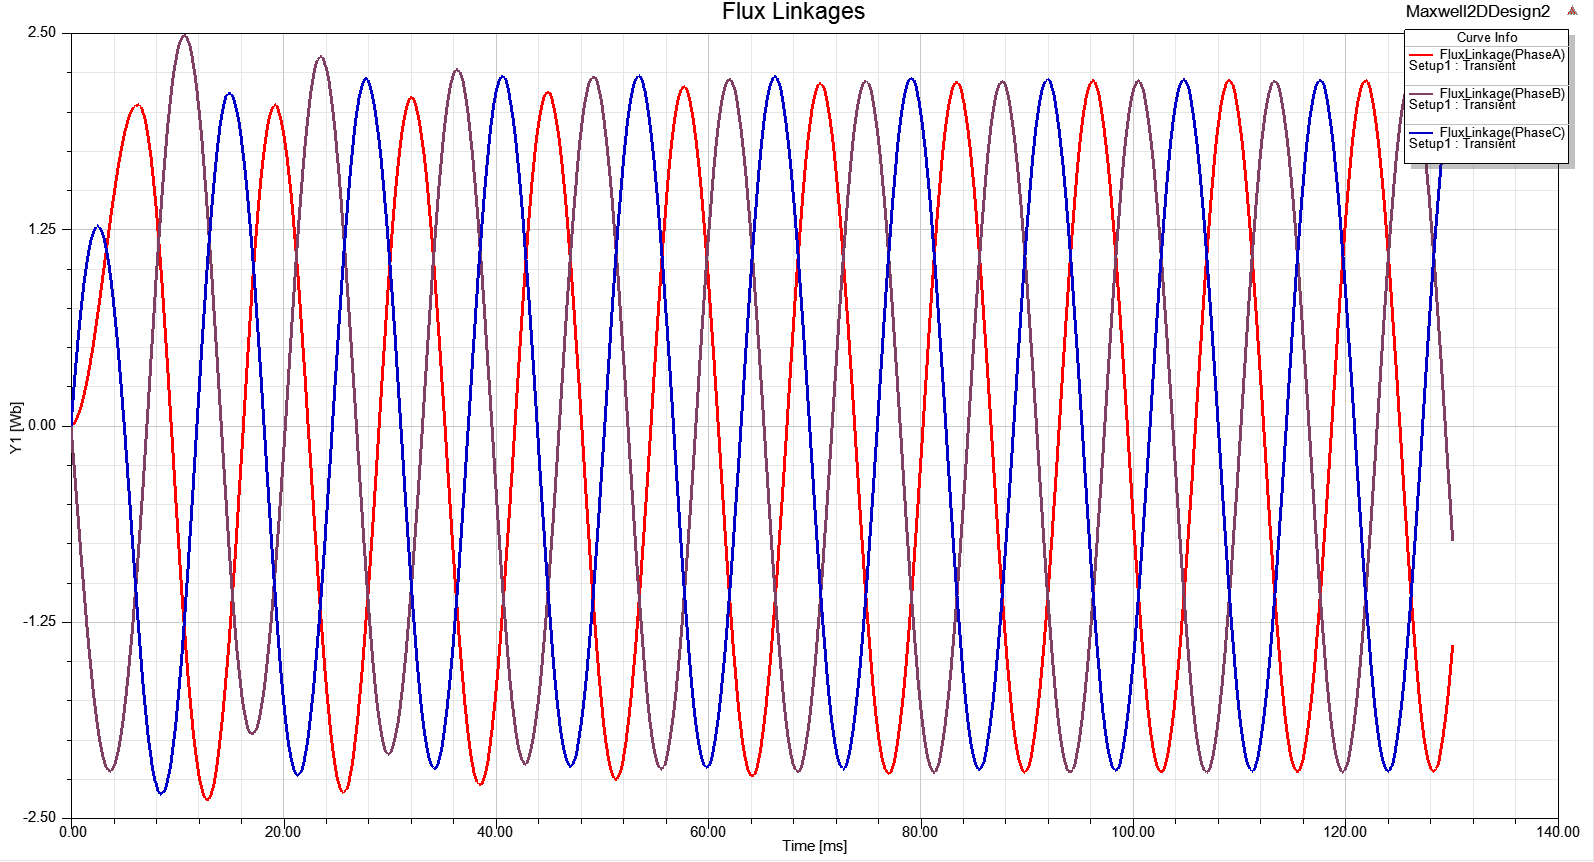 Flux Linkages
Maxwell2DDesign2
Curve Info
FluxLinkage(PhaseA)
Setup1 : Transient
FluxLinkage(PhaseB)
Setup1 : Transient
FluxLinkage(PhaseC)
Setup1 : Transient
2.50
1.25
0.00
-1.25
-2.50
Y1 [Wb]
0.00 20.00 40.00 60.00 80.00 100.00 120.00 140.00
Time [ms]